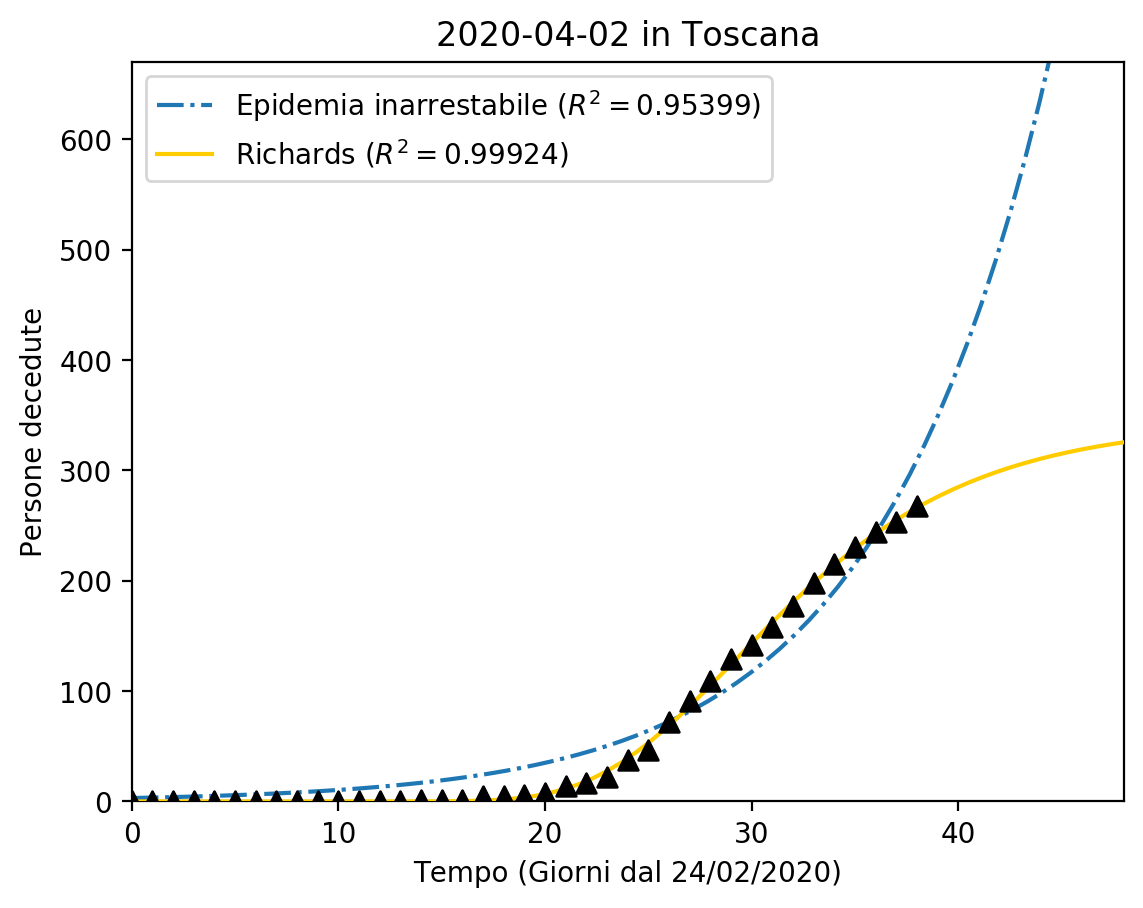 2020-04-02 in Toscana
Epidemia inarrestabile (R² = 0.95399)
Richards (R² = 0.99924)
600
500
400
300
200
100
0
Persone decedute
0 10 20 30 40
Tempo (Giorni dal 24/02/2020)